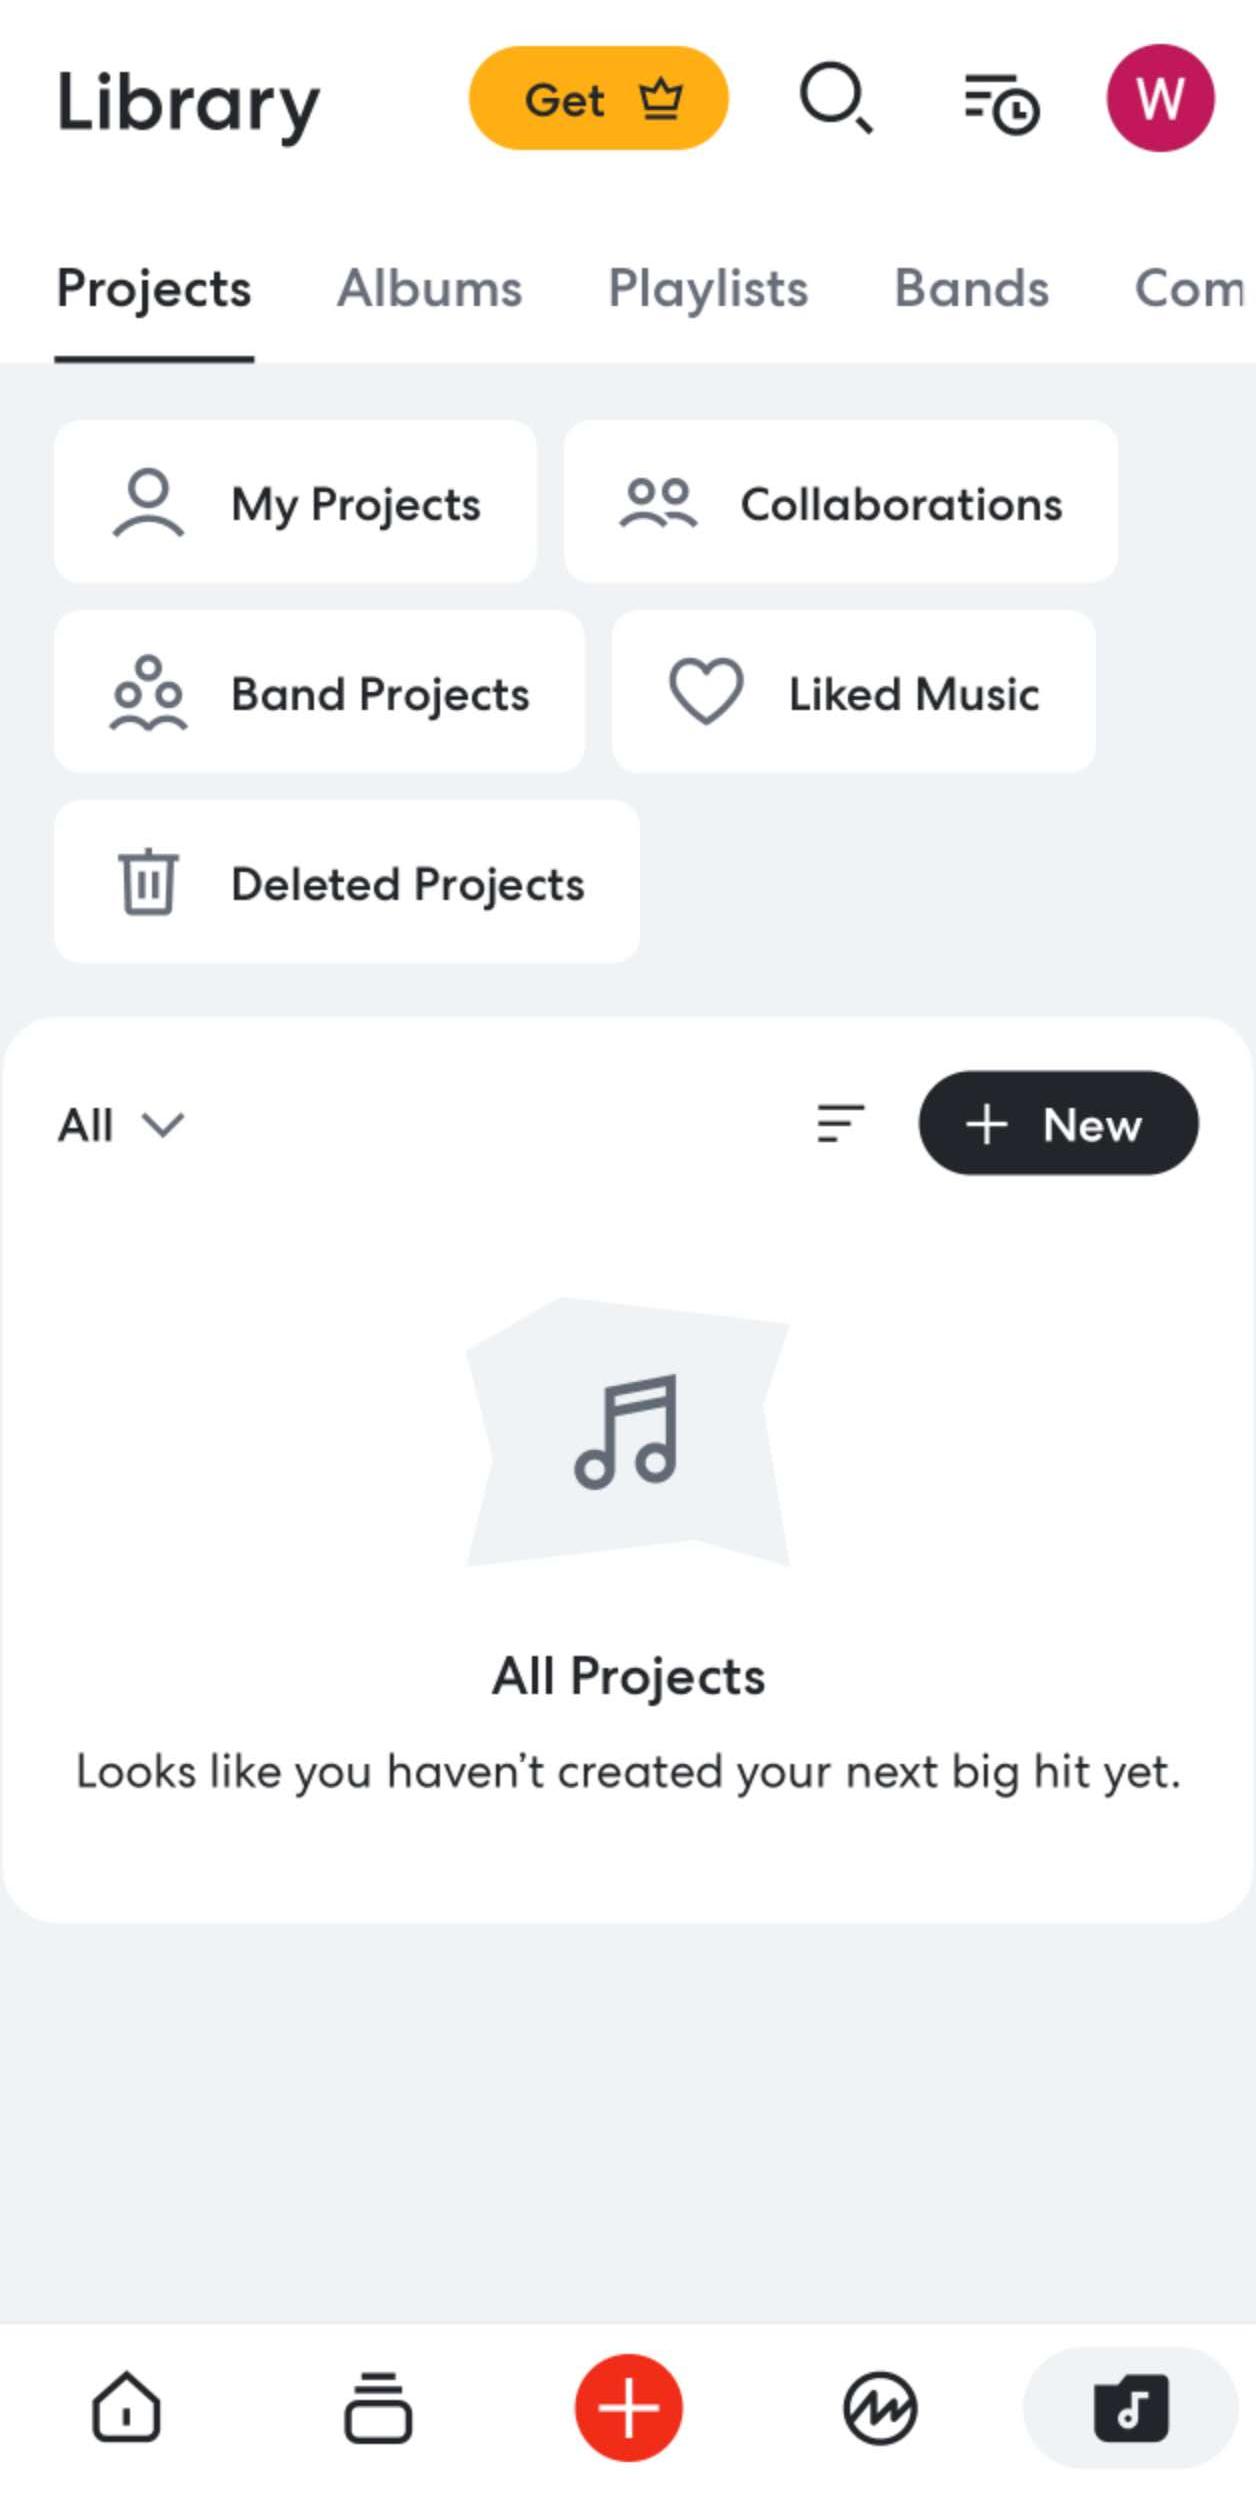 Library
Get
W
Projects Albums Playlists Bands Com
My Projects Collaborations
Band Projects Liked Music
Deleted Projects
All
New
All Projects
Looks like you haven’t created your next big hit yet.